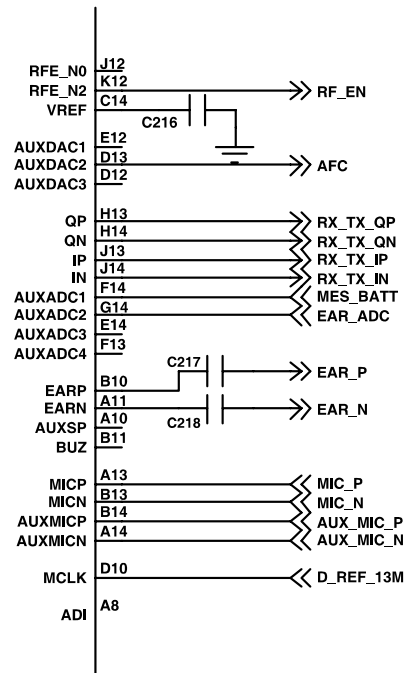 RFE_N0 J12
RFE_N2 K12 RF_EN
VREF C14
C216
AUXDAC1 E12
AUXDAC2 D13 AFC
AUXDAC3 D12
QP H13 RX_TX_QP
QN H14 RX_TX_QN
IP J13 RX_TX_IP
IN J14 RX_TX_IN
AUXADC1 F14 MES_BATT
AUXADC2 G14 EAR_ADC
AUXADC3 E14
AUXADC4 F13
C217
EAR_P
EARP B10
EARN A11 EAR_N
C218
AUXSP A10
BUZ B11
MICP A13 MIC_P
MICN B13 MIC_N
AUXMICP B14 AUX_MIC_P
AUXMICN A14 AUX_MIC_N
MCLK D10 D_REF_13M
ADI A8